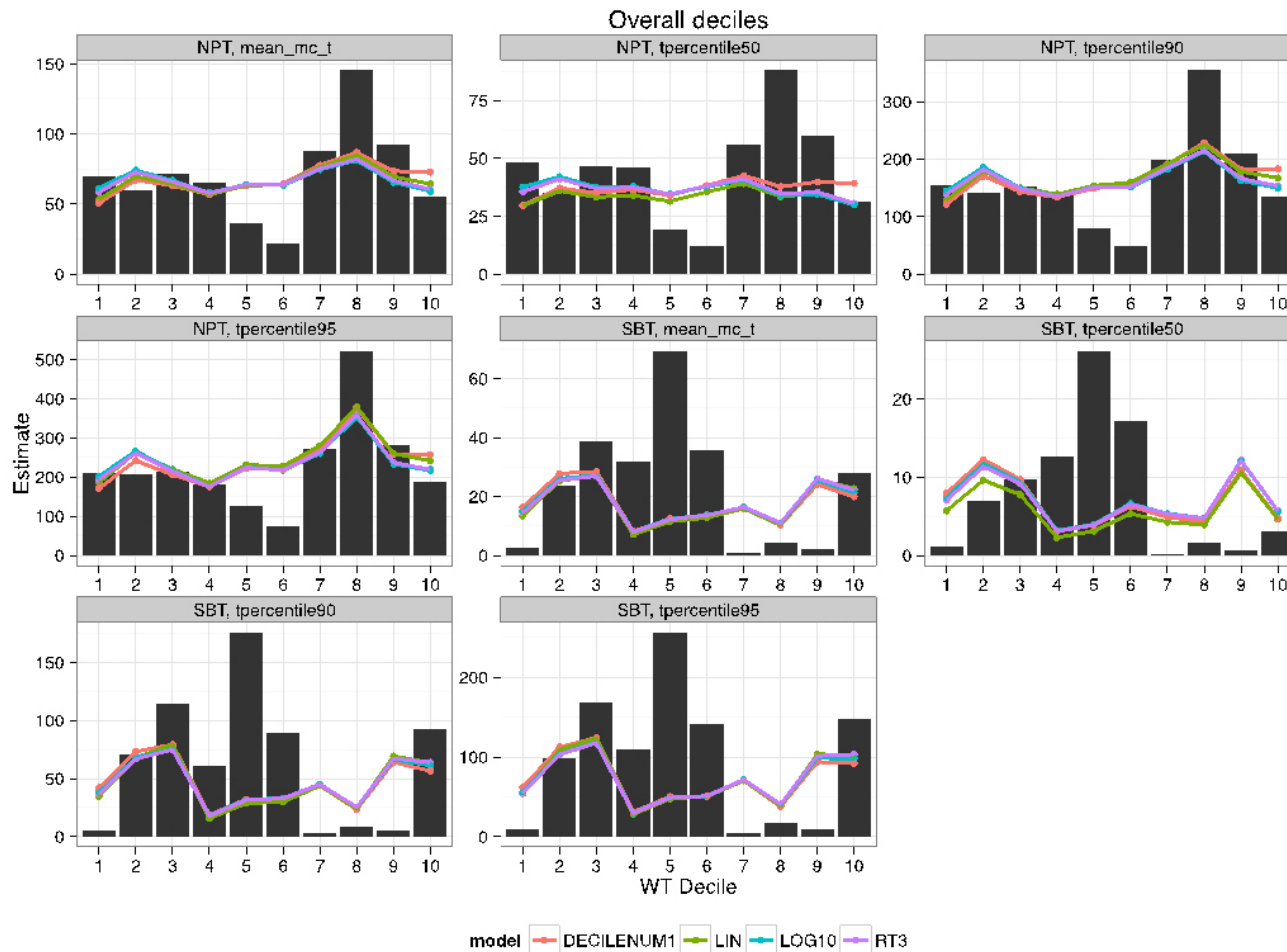 Overall deciles
NPT, mean_mc_t
NPT, tpercentile50
NPT, tpercentile90
150
100
50
0
75
50
25
0
300
200
100
0
1 2 3 4 5 6 7 8 9 10
1 2 3 4 5 6 7 8 9 10
1 2 3 4 5 6 7 8 9 10
NPT, tpercentile95
SBT, mean_mc_t
SBT, tpercentile50
Estimate
500
400
300
200
100
0
60
40
20
0
20
10
0
1 2 3 4 5 6 7 8 9 10
1 2 3 4 5 6 7 8 9 10
1 2 3 4 5 6 7 8 9 10
SBT, tpercentile90
SBT, tpercentile95
150
100
50
0
200
100
0
1 2 3 4 5 6 7 8 9 10
1 2 3 4 5 6 7 8 9 10
WT Decile
model DECILENUM1 LIN LOG10 RT3